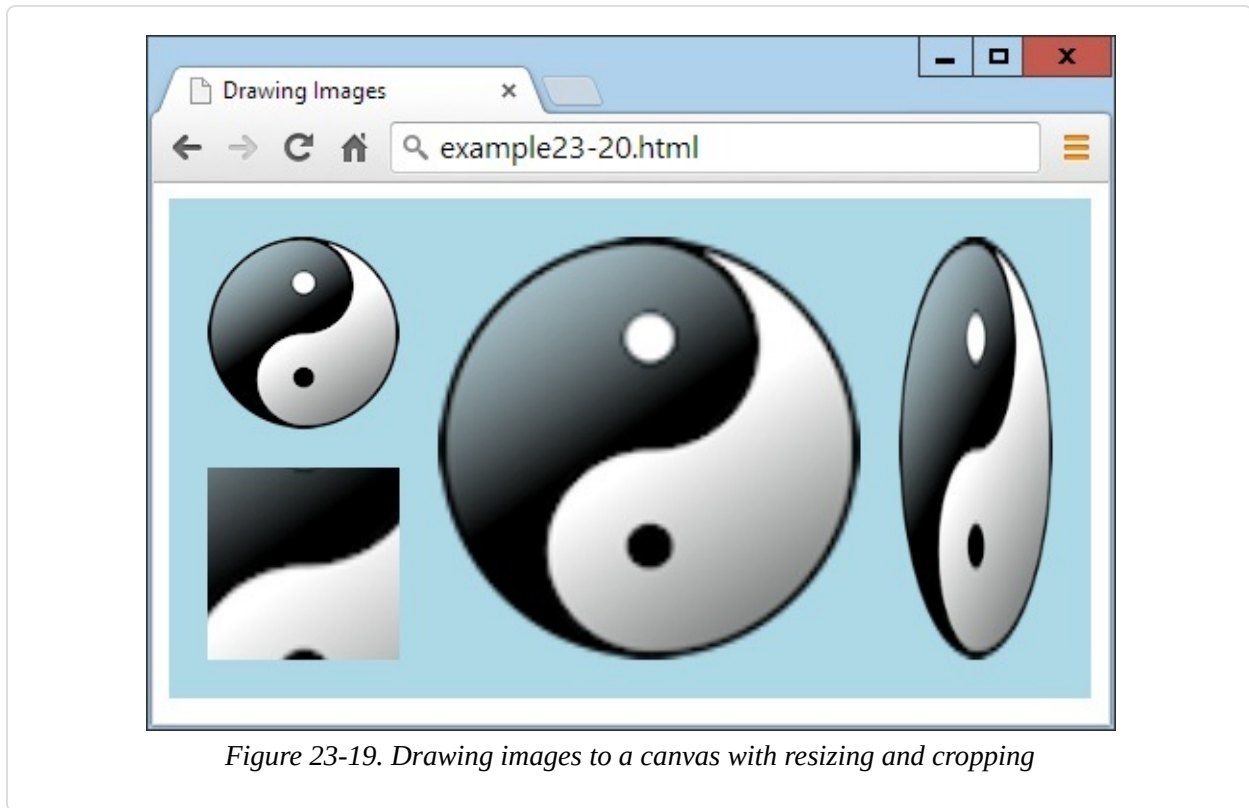 Drawing Images
example23-20.html
Figure 23-19. Drawing images to a canvas with resizing and cropping